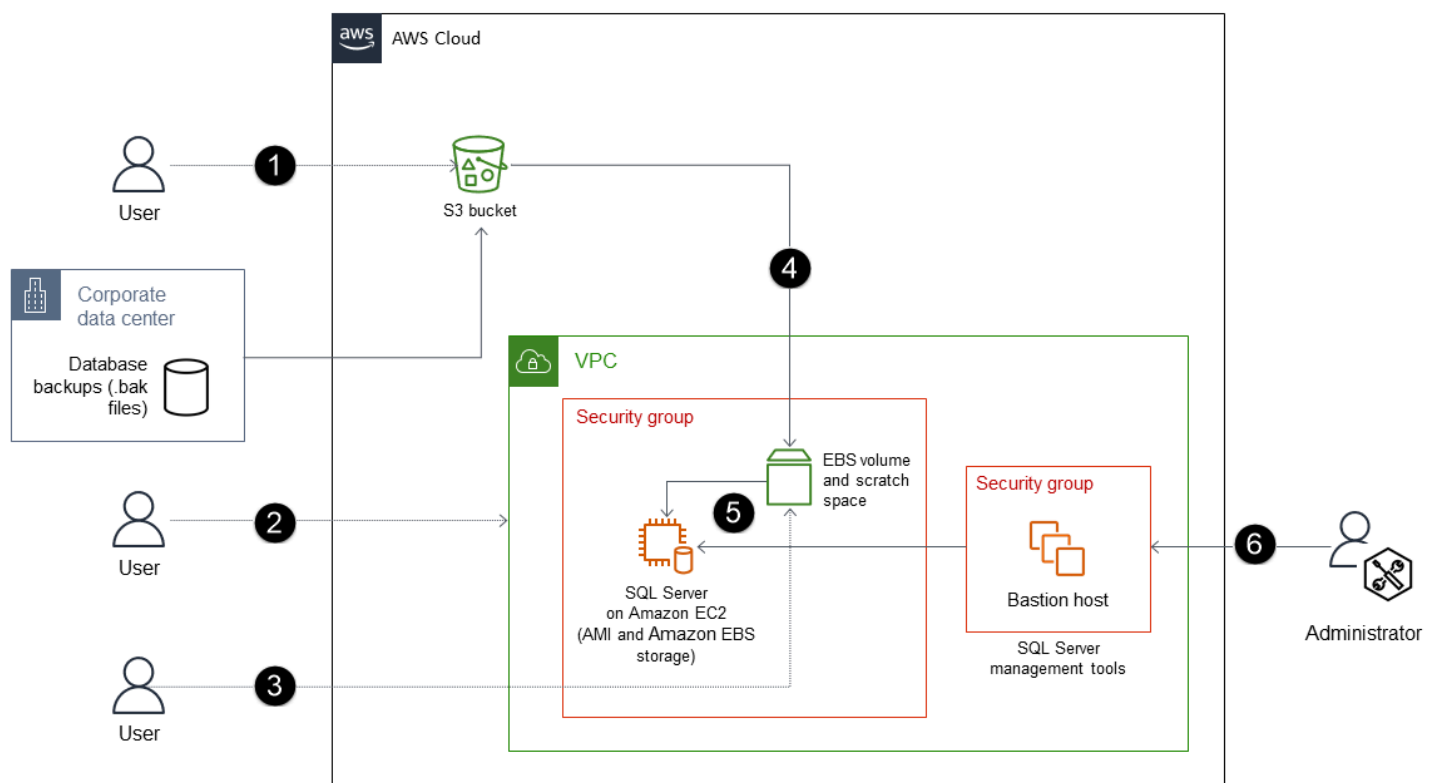 aws
AWS Cloud
1
User
S3 bucket
4
Corporate
data center
Database
backups (.bak
files)
VPC
Security group
EBS volume
and scratch
space
Security group
2
User
5
6
SQL Server
on Amazon EC2
(AMI and Amazon EBS
storage)
Bastion host
Administrator
SQL Server
management tools
3
User